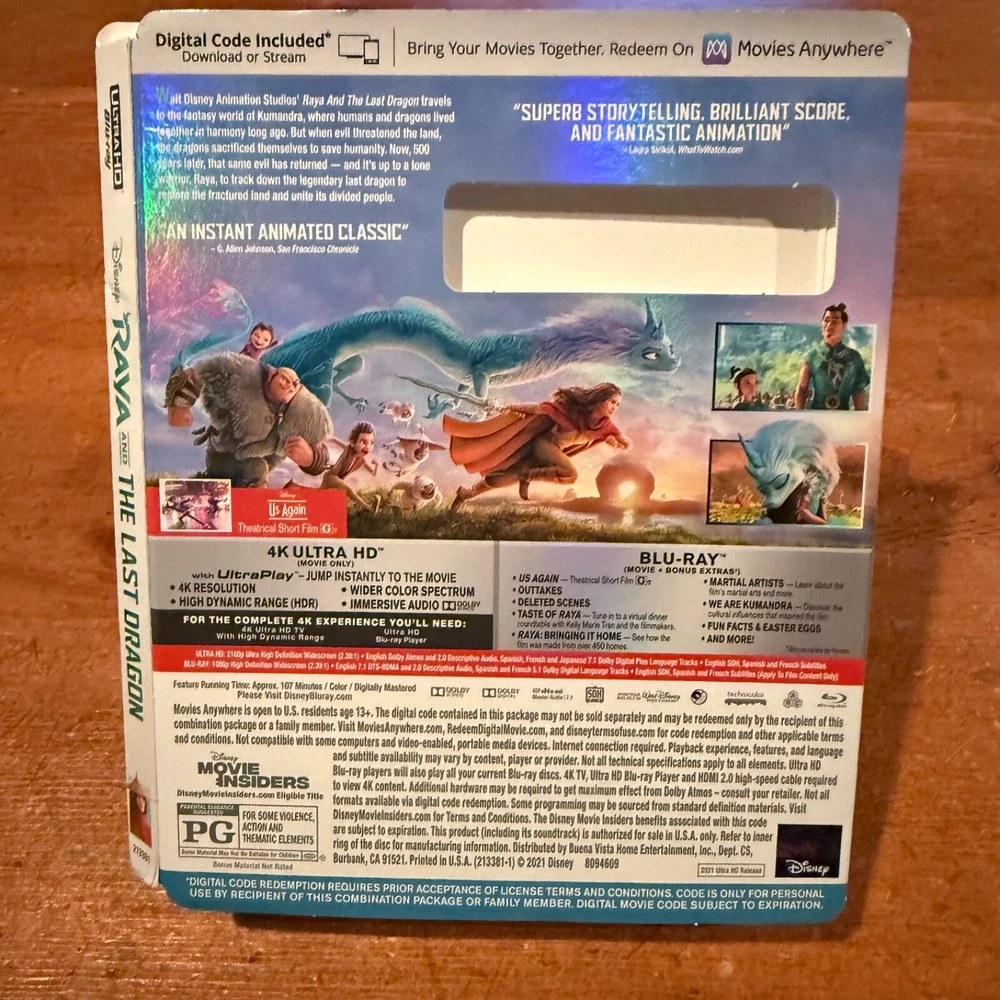 Digital Code Included*
Download or Stream
Bring Your Movies Together. Redeem On Movies Anywhere™
Walt Disney Animation Studios' Raya And The Last Dragon travels
to the fantasy world of Kumandra, where humans and dragons lived
together in harmony long ago. But when evil threatened the land,
the dragons sacrificed themselves to save humanity. Now, 500
years later, that same evil has returned — and it's up to a lone
warrior, Raya, to track down the legendary last dragon to
restore the fractured land and unite its divided people.
"SUPERB STORYTELLING, BRILLIANT SCORE,
AND FANTASTIC ANIMATION"
- Laura Sirikul, WhatToWatch.com
"AN INSTANT ANIMATED CLASSIC"
- G. Allen Johnson, San Francisco Chronicle
ULTRA HD
Blu-ray
Disney
RAYA AND THE LAST DRAGON
Disney
Us Again
Theatrical Short Film G
4K ULTRA HD™
(MOVIE ONLY)
with UltraPlay™-JUMP INSTANTLY TO THE MOVIE
• 4K RESOLUTION
• WIDER COLOR SPECTRUM
• HIGH DYNAMIC RANGE (HDR)
• IMMERSIVE AUDIO DOLBY
FOR THE COMPLETE 4K EXPERIENCE YOU'LL NEED:
4K Ultra HD TV
With High Dynamic Range
Ultra HD
Blu-ray Player
BLU-RAY™
(MOVIE + BONUS EXTRAS*)
• US AGAIN — Theatrical Short Film G
• OUTTAKES
• DELETED SCENES
• TASTE OF RAYA — Tune in to a virtual dinner
roundtable with Kelly Marie Tran and the filmmakers.
• RAYA: BRINGING IT HOME — See how the
film was made from over 450 homes.
• MARTIAL ARTISTS — Learn about the
film's martial arts and more.
• WE ARE KUMANDRA — Discover the
cultural influences that inspired the film.
• FUN FACTS & EASTER EGGS
• AND MORE!
ULTRA HD: 2160p Ultra High Definition Widescreen (2.39:1) • English Dolby Atmos and 2.0 Descriptive Audio, Spanish, French and Japanese 7.1 Dolby Digital Plus Language Tracks • English SDH, Spanish and French Subtitles
BLU-RAY: 1080p High Definition Widescreen (2.39:1) • English 7.1 DTS-HDMA and 2.0 Descriptive Audio, Spanish and French 5.1 Dolby Digital Language Tracks • English SDH, Spanish and French Subtitles (Apply To Film Content Only)
Feature Running Time: Approx. 107 Minutes / Color / Digitally Mastered
Please Visit DisneyBluray.com
DOLBY
DOLBY
SDH
technicolor
Blu-ray Disc
Movies Anywhere is open to U.S. residents age 13+. The digital code contained in this package may not be sold separately and may be redeemed only by the recipient of this
combination package or a family member. Visit MoviesAnywhere.com, RedeemDigitalMovie.com, and disneytermsofuse.com for code redemption and other applicable terms
and conditions. Not compatible with some computers and video-enabled, portable media devices. Internet connection required. Playback experience, features, and language
and subtitle availability may vary by content, player or provider. Not all technical specifications apply to all elements. Ultra HD
Blu-ray players will also play all your current Blu-ray discs. 4K TV, Ultra HD Blu-ray Player and HDMI 2.0 high-speed cable required
to view 4K content. Additional hardware may be required to get maximum effect from Dolby Atmos – consult your retailer. Not all
formats available via digital code redemption. Some programming may be sourced from standard definition materials. Visit
DisneyMovieInsiders.com for Terms and Conditions. The Disney Movie Insiders benefits associated with this code
are subject to expiration. This product (including its soundtrack) is authorized for sale in U.S.A. only. Refer to inner
ring of the disc for manufacturing information. Distributed by Buena Vista Home Entertainment, Inc., Dept. CS,
Burbank, CA 91521. Printed in U.S.A. (213381-1) © 2021 Disney 8094609
Disney
MOVIE
INSIDERS
DisneyMovieInsiders.com Eligible Title
PARENTAL GUIDANCE SUGGESTED
PG
FOR SOME VIOLENCE,
ACTION AND
THEMATIC ELEMENTS
Some Material May Not Be Suitable for Children
Bonus Material Not Rated
2021 Ultra HD Release
Disney
*DIGITAL CODE REDEMPTION REQUIRES PRIOR ACCEPTANCE OF LICENSE TERMS AND CONDITIONS. CODE IS ONLY FOR PERSONAL
USE BY RECIPIENT OF THIS COMBINATION PACKAGE OR FAMILY MEMBER. DIGITAL MOVIE CODE SUBJECT TO EXPIRATION.